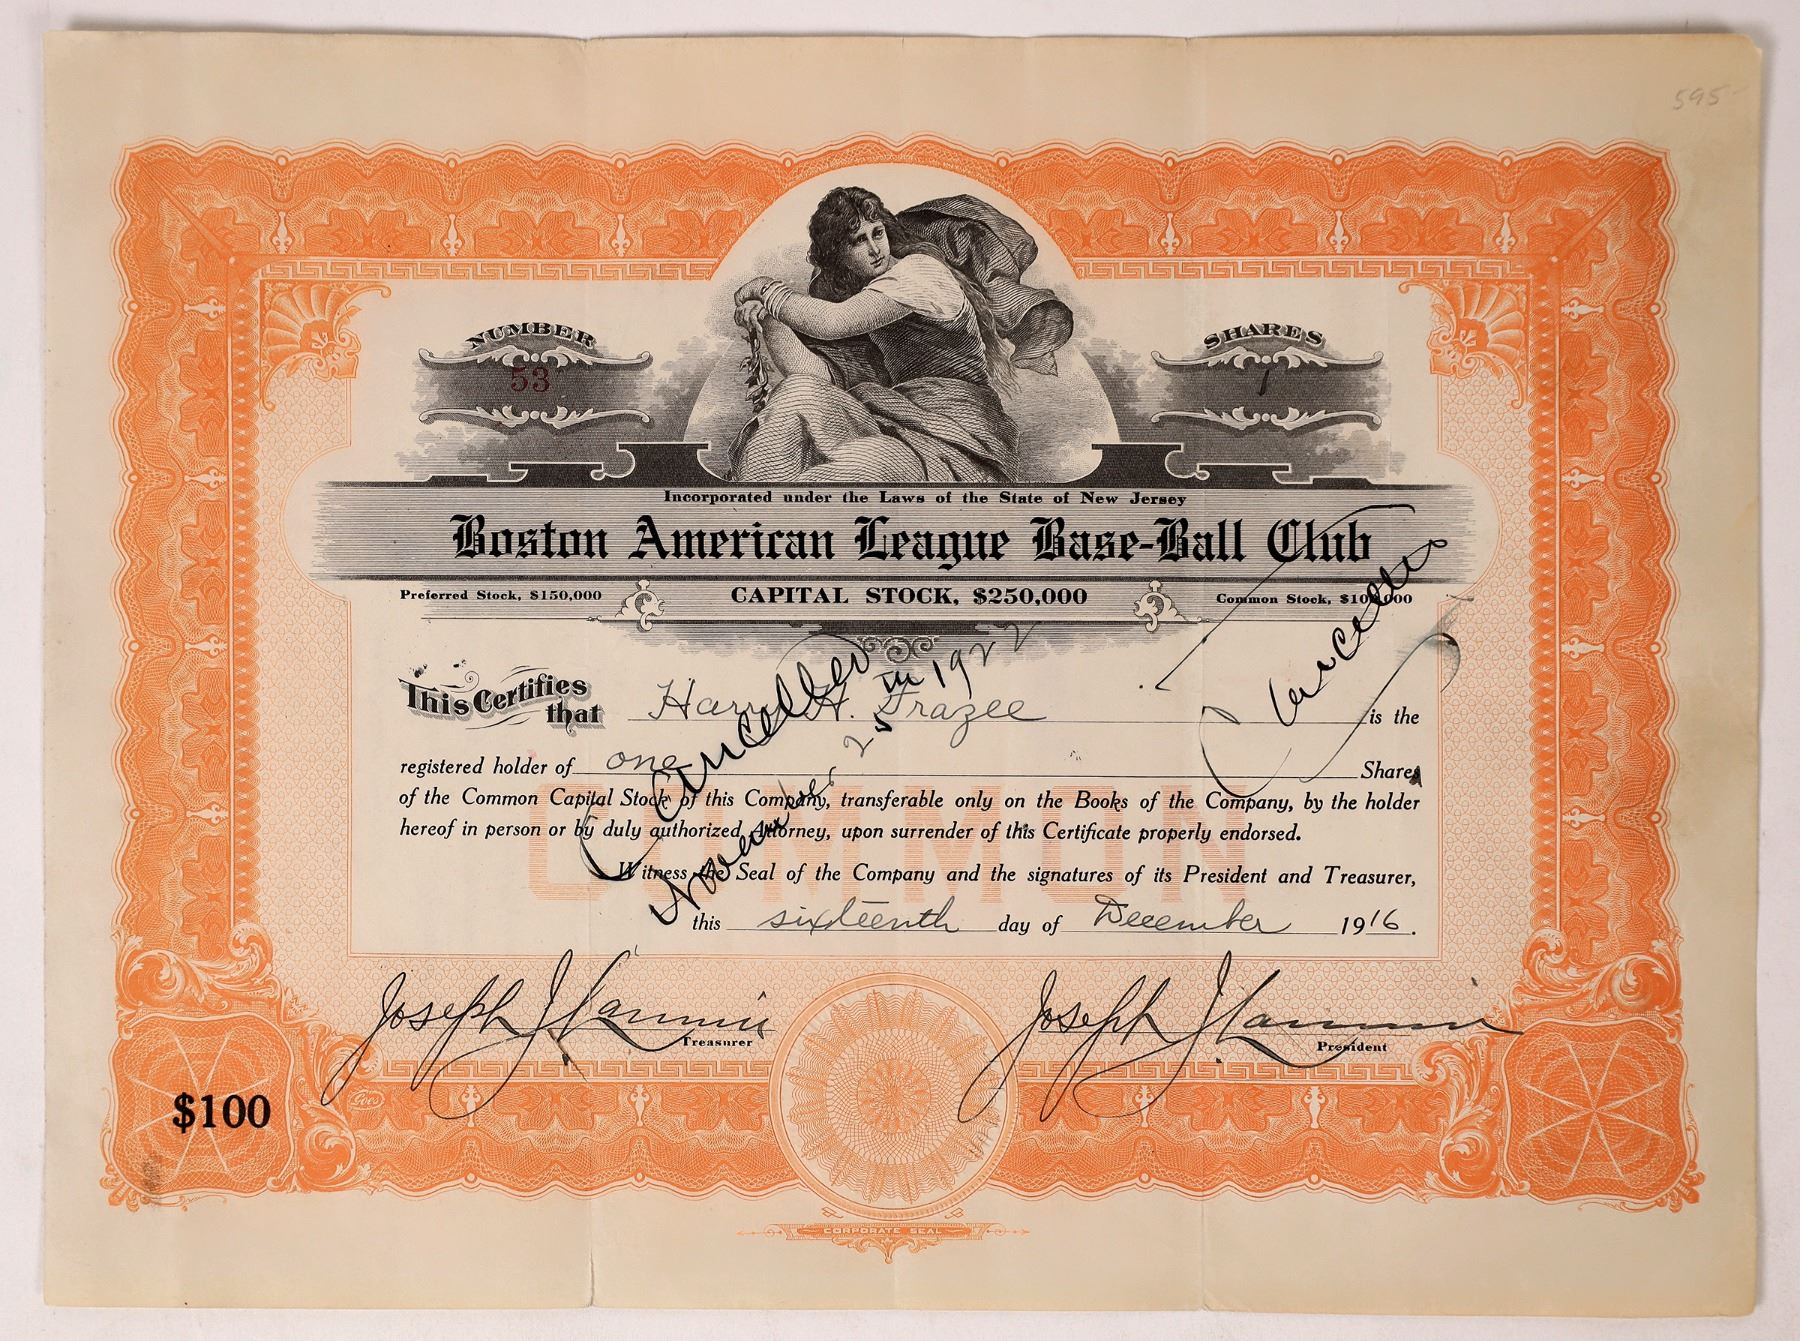 595-
NUMBER
53
SHARES
1
Incorporated under the Laws of the State of New Jersey
Boston American League Base-Ball Club
Preferred Stock, $150,000
CAPITAL STOCK, $250,000
Common Stock, $100,000
Cancelled
This Certifies that Harry H. Frazee is the
registered holder of one Shares
of the Common Capital Stock of this Company, transferable only on the Books of the Company, by the holder
hereof in person or by duly authorized Attorney, upon surrender of this Certificate properly endorsed.
COMMON
Cancelled
November 25th 1922
Witness the Seal of the Company and the signatures of its President and Treasurer,
this sixteenth day of December 1916.
Joseph J Lannin
Treasurer
Joseph J Lannin
President
$100
Goes
CORPORATE SEAL